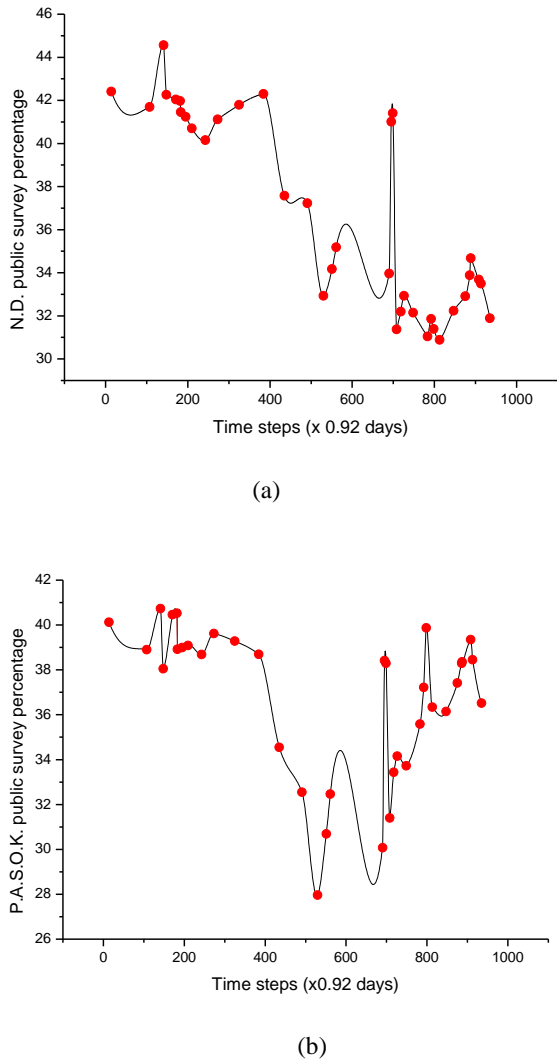 46
44
42
40
38
36
34
32
30
N.D. public survey percentage
0 200 400 600 800 1000
Time steps (x 0.92 days)
(a)
42
40
38
36
34
32
30
28
26
P.A.S.O.K. public survey percentage
0 200 400 600 800 1000
Time steps (x0.92 days)
(b)